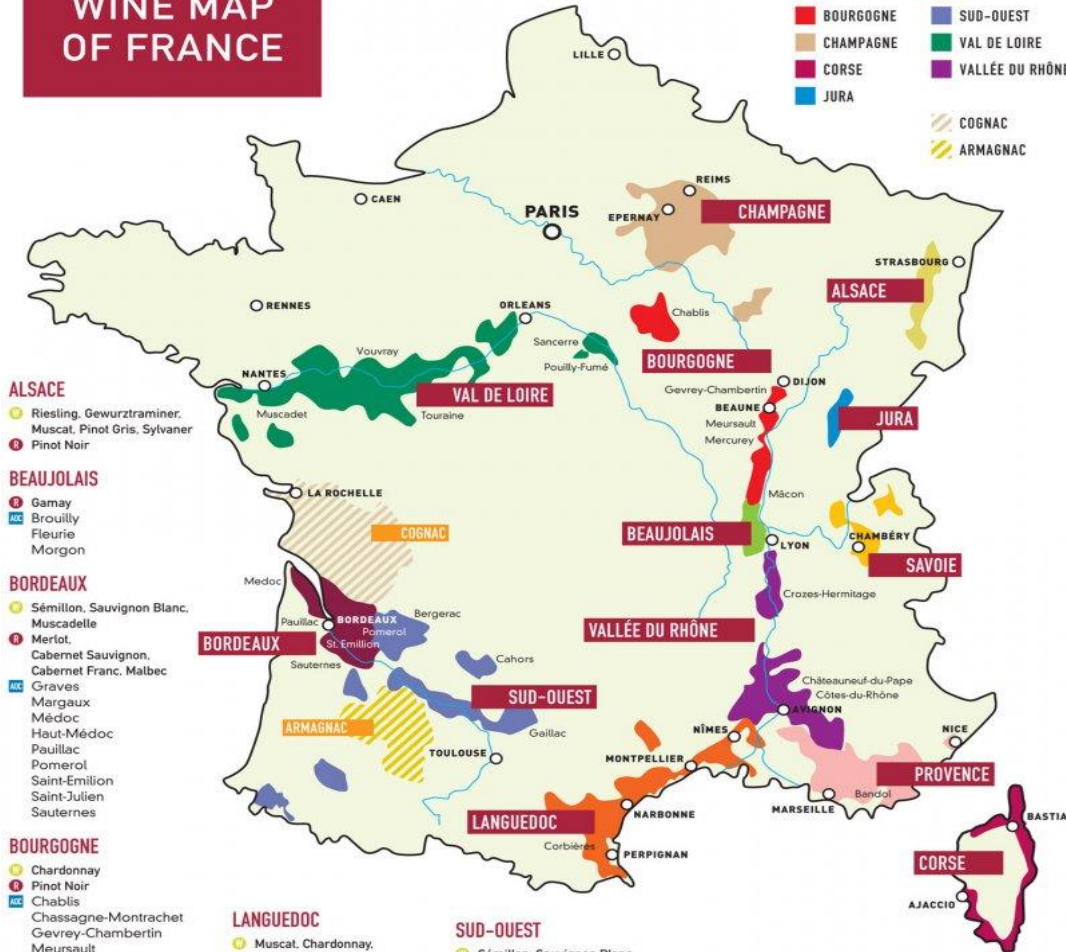 WINE MAP
OF FRANCE
BOURGOGNE
CHAMPAGNE
CORSE
JURA
SUD-OUEST
VAL DE LOIRE
VALLÉE DU RHÔNE
COGNAC
ARMAGNAC
LILLE
CAEN
PARIS
REIMS
EPERNAY
CHAMPAGNE
STRASBOURG
ALSACE
RENNES
ORLEANS
Chablis
Sancerre
Pouilly-Fumé
BOURGOGNE
Vouvray
NANTES
VAL DE LOIRE
Muscadet
Touraine
Gevrey-Chambertin
DIJON
BEAUNE
Meursault
Mercurey
JURA
Mâcon
LA ROCHELLE
COGNAC
BEAUJOLAIS
LYON
CHAMBÉRY
SAVOIE
Medoc
Pauillac
BORDEAUX
Pomerol
St. Emillion
BORDEAUX
Sauternes
Bergerac
Crozes-Hermitage
VALLÉE DU RHÔNE
Cahors
SUD-OUEST
Gaillac
ARMAGNAC
TOULOUSE
Châteauneuf-du-Pape
Côtes-du-Rhône
AVIGNON
NÎMES
MONTPELLIER
NICE
PROVENCE
Bandol
MARSEILLE
LANGUEDOC
NARBONNE
Corbières
PERPIGNAN
BASTIA
CORSE
AJACCIO
ALSACE
W Riesling, Gewurztraminer,
Muscat, Pinot Gris, Sylvaner
R Pinot Noir
BEAUJOLAIS
R Gamay
AOC Brouilly
Fleurie
Morgon
BORDEAUX
W Sémillon, Sauvignon Blanc,
Muscadelle
R Merlot,
Cabernet Sauvignon,
Cabernet Franc, Malbec
AOC Graves
Margaux
Médoc
Haut-Médoc
Pauillac
Pomerol
Saint-Emilion
Saint-Julien
Sauternes
BOURGOGNE
W Chardonnay
R Pinot Noir
AOC Chablis
Chassagne-Montrachet
Gevrey-Chambertin
Meursault
LANGUEDOC
W Muscat, Chardonnay,
SUD-OUEST
W Sémillon, Sauvignon Blanc